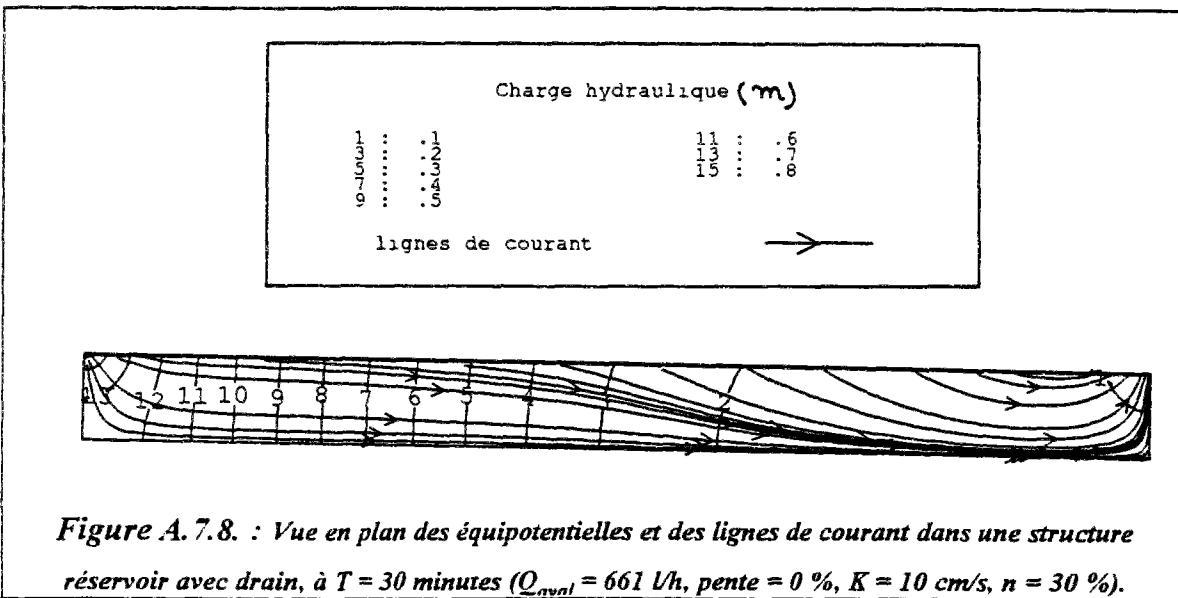 Charge hydraulique (m)
1 : .1
3 : .2
5 : .3
7 : .4
9 : .5
11 : .6
13 : .7
15 : .8
lignes de courant
12 11 10 9 8 7 6 5 4 2
Figure A.7.8. : Vue en plan des équipotentielles et des lignes de courant dans une structure
réservoir avec drain, à T = 30 minutes (Qaval = 661 l/h, pente = 0 %, K = 10 cm/s, n = 30 %).